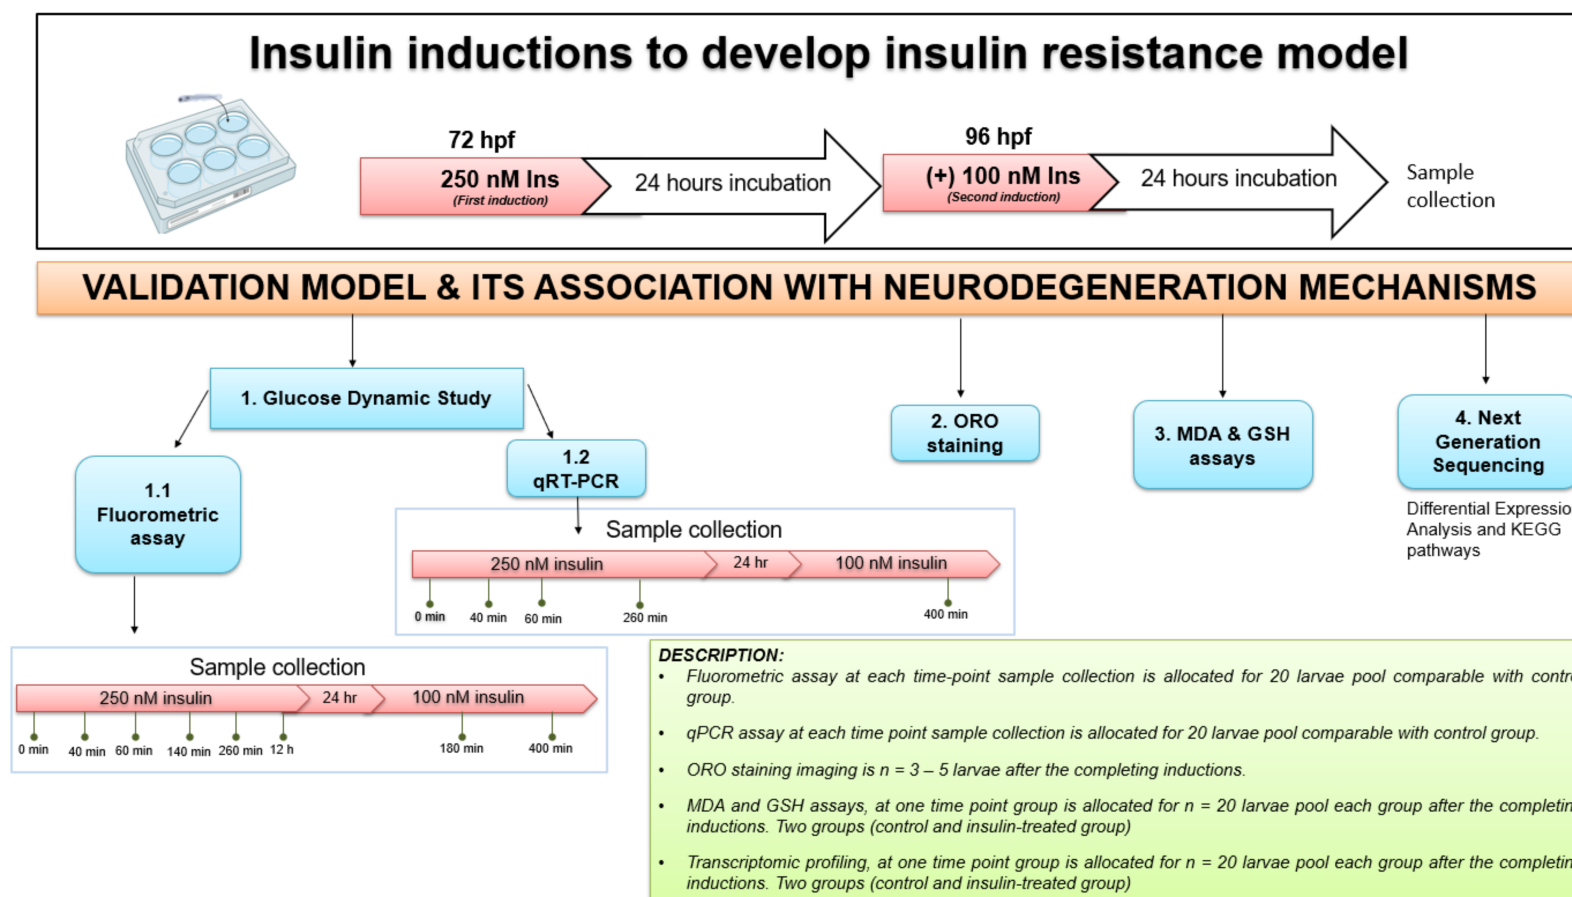 Insulin inductions to develop insulin resistance model
72 hpf
250 nM Ins
(First induction)
24 hours incubation
96 hpf
(+) 100 nM Ins
(Second induction)
24 hours incubation
Sample
collection
VALIDATION MODEL & ITS ASSOCIATION WITH NEURODEGENERATION MECHANISMS
1. Glucose Dynamic Study
1.1
Fluorometric
assay
1.2
qRT-PCR
2. ORO
staining
3. MDA & GSH
assays
4. Next
Generation
Sequencing
Differential Expressio
Analysis and KEGG
pathways
Sample collection
250 nM insulin
24 hr
100 nM insulin
0 min
40 min
60 min
260 min
400 min
Sample collection
250 nM insulin
24 hr
100 nM insulin
0 min
40 min
60 min
140 min
260 min
12 h
180 min
400 min
DESCRIPTION:
• Fluorometric assay at each time-point sample collection is allocated for 20 larvae pool comparable with contro
group.
• qPCR assay at each time point sample collection is allocated for 20 larvae pool comparable with control group.
• ORO staining imaging is n = 3 – 5 larvae after the completing inductions.
• MDA and GSH assays, at one time point group is allocated for n = 20 larvae pool each group after the completin
inductions. Two groups (control and insulin-treated group)
• Transcriptomic profiling, at one time point group is allocated for n = 20 larvae pool each group after the completin
inductions. Two groups (control and insulin-treated group)